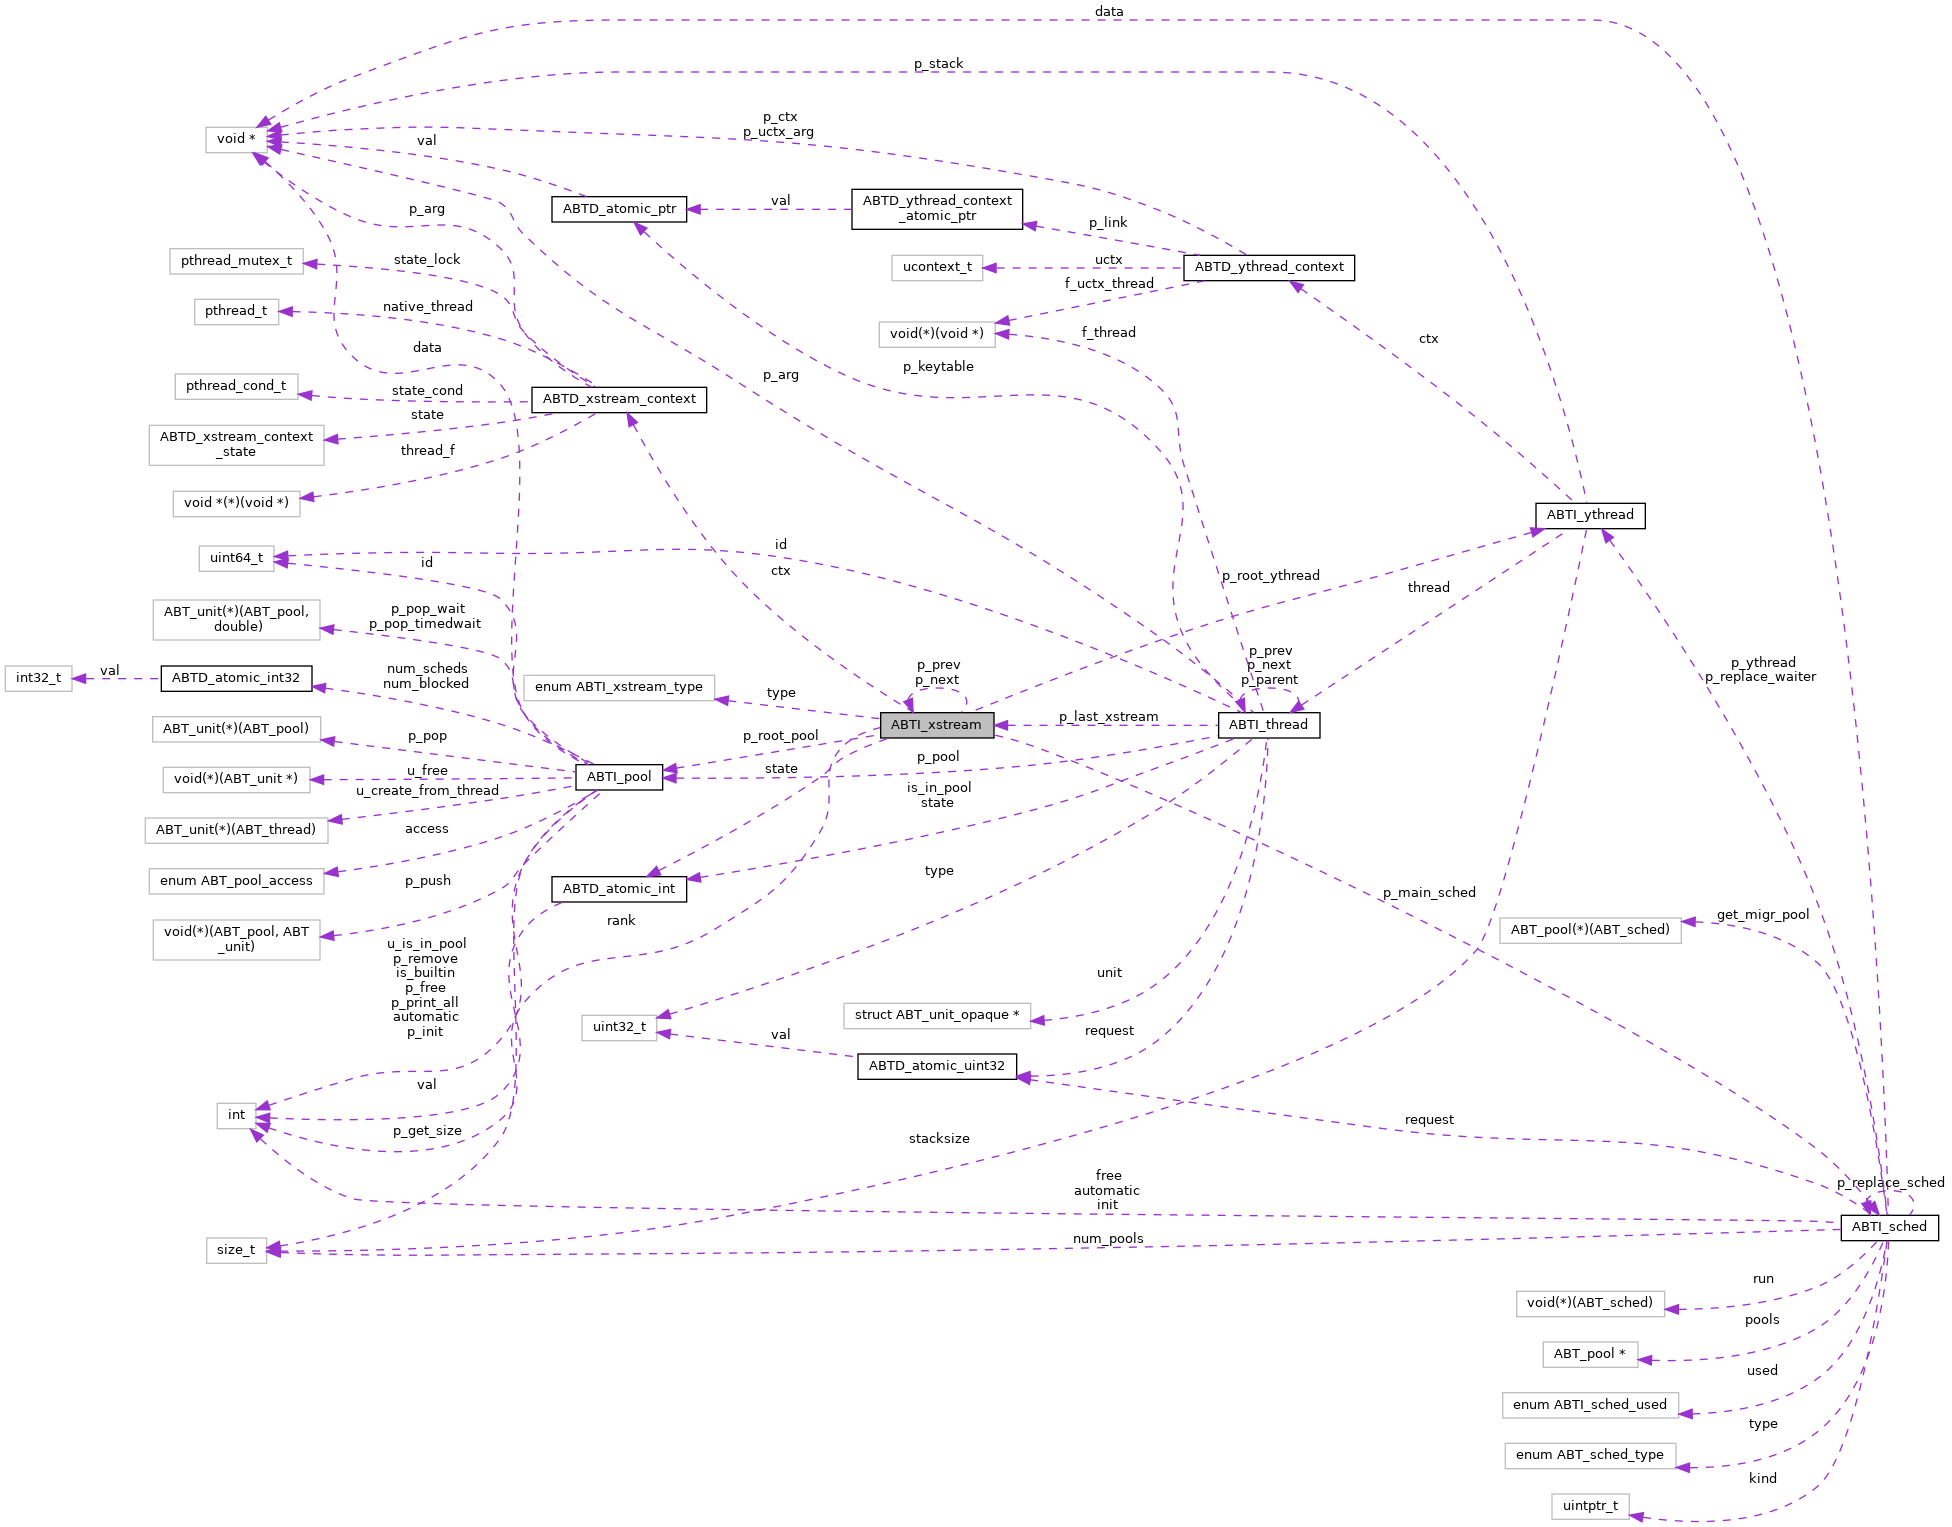 data
p_stack
p_ctx
p_uctx_arg
void *
val
ABTD_atomic_ptr
val
ABTD_ythread_context
_atomic_ptr
p_arg
p_link
pthread_mutex_t
state_lock
ucontext_t
uctx
ABTD_ythread_context
f_uctx_thread
pthread_t
native_thread
void(*)(void *)
f_thread
ctx
data
p_keytable
p_arg
pthread_cond_t
state_cond
ABTD_xstream_context
state
ABTD_xstream_context
_state
thread_f
void *(*)(void *)
ABTI_ythread
uint64_t
id
id
ctx
p_root_ythread
thread
ABT_unit(*)(ABT_pool,
double)
p_pop_wait
p_pop_timedwait
int32_t
val
ABTD_atomic_int32
num_scheds
num_blocked
enum ABTI_xstream_type
type
p_prev
p_next
p_prev
p_next
p_parent
p_ythread
p_replace_waiter
ABT_unit(*)(ABT_pool)
p_pop
p_root_pool
ABTI_xstream
p_last_xstream
ABTI_thread
void(*)(ABT_unit *)
u_free
ABTI_pool
state
p_pool
u_create_from_thread
is_in_pool
state
ABT_unit(*)(ABT_thread)
access
enum ABT_pool_access
p_push
ABTD_atomic_int
type
p_main_sched
void(*)(ABT_pool, ABT
_unit)
rank
ABT_pool(*)(ABT_sched)
get_migr_pool
u_is_in_pool
p_remove
is_builtin
p_free
p_print_all
automatic
p_init
unit
struct ABT_unit_opaque *
uint32_t
val
request
ABTD_atomic_uint32
val
int
p_get_size
stacksize
request
free
automatic
init
p_replace_sched
ABTI_sched
size_t
num_pools
run
void(*)(ABT_sched)
pools
ABT_pool *
used
enum ABTI_sched_used
type
enum ABT_sched_type
kind
uintptr_t